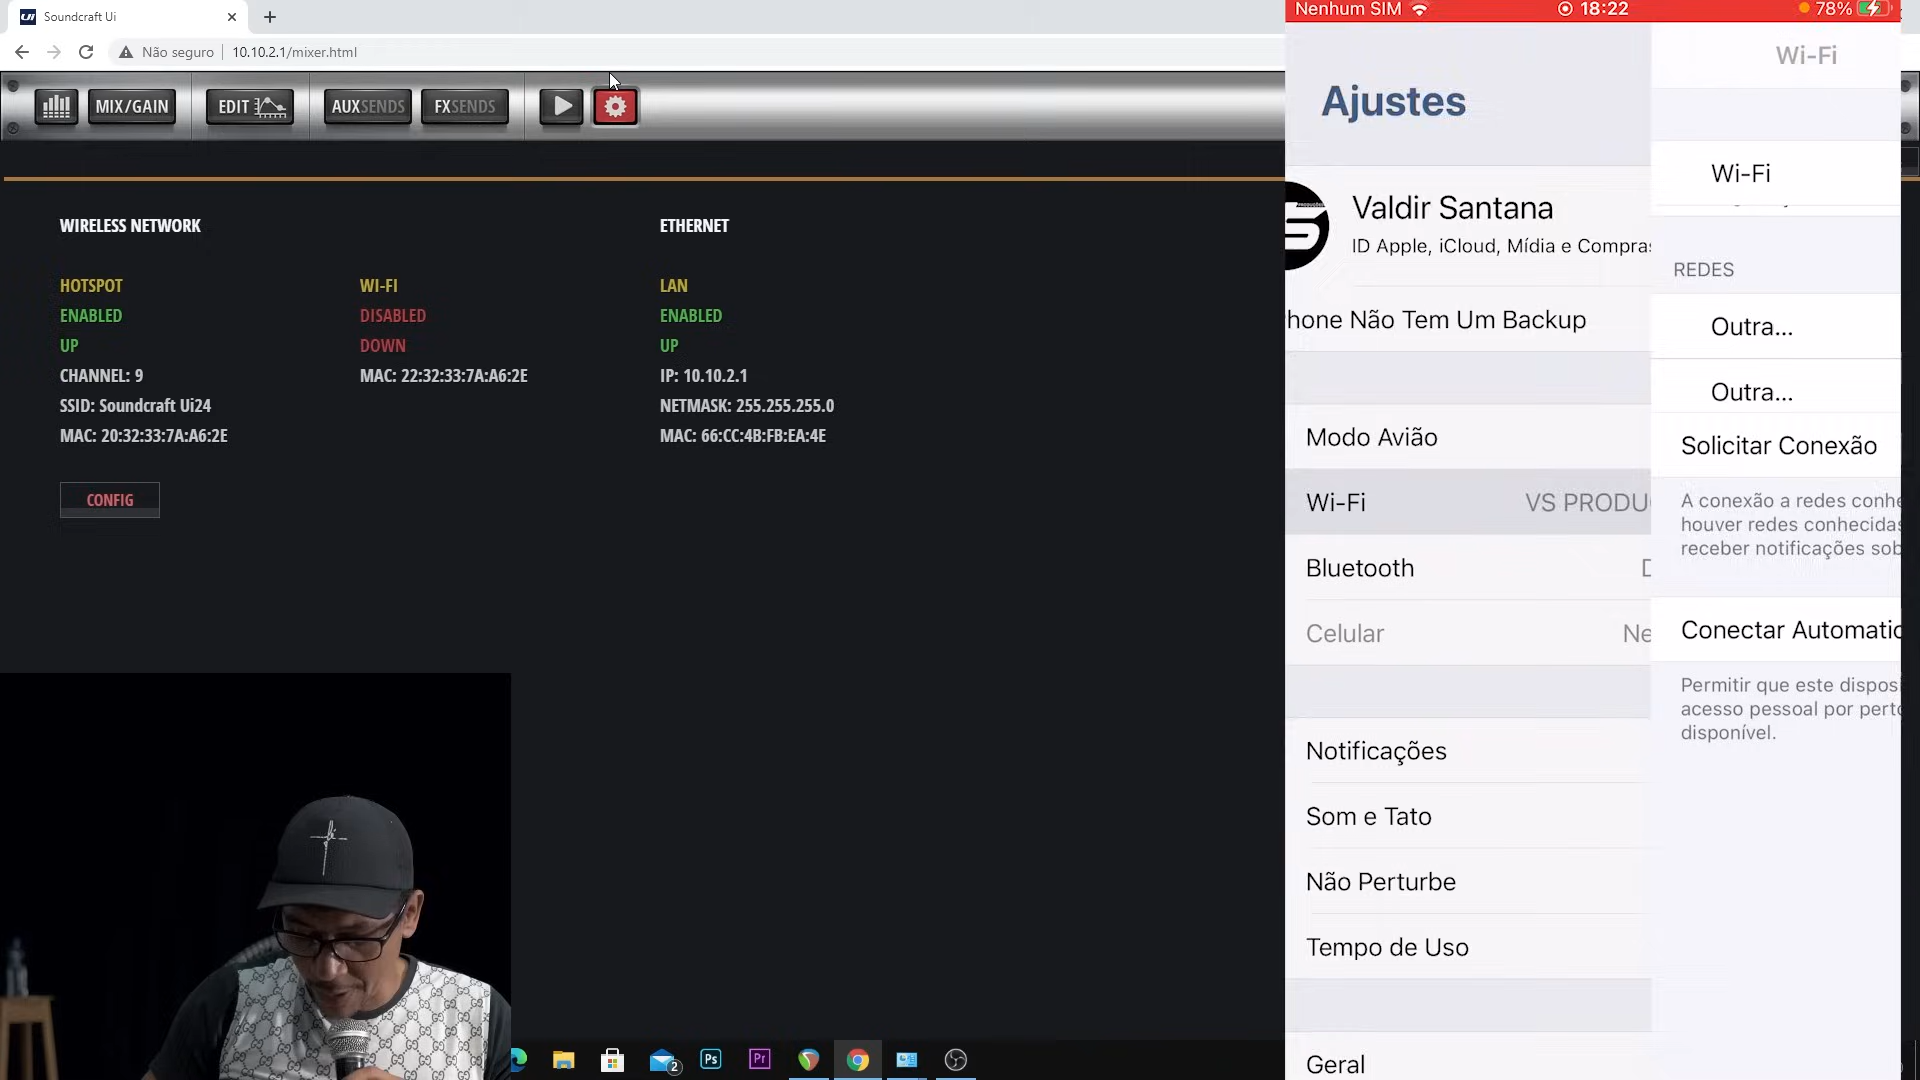 Soundcraft Ui
Não seguro
10.10.2.1/mixer.html
MIX/GAIN
EDIT
AUXSENDS
FXSENDS
WIRELESS NETWORK
HOTSPOT
ENABLED
UP
CHANNEL: 9
SSID: Soundcraft Ui24
MAC: 20:32:33:7A:A6:2E
CONFIG
WI-FI
DISABLED
DOWN
MAC: 22:32:33:7A:A6:2E
ETHERNET
LAN
ENABLED
UP
IP: 10.10.2.1
NETMASK: 255.255.255.0
MAC: 66:CC:4B:FB:EA:4E
Nenhum SIM
18:22
78%
Ajustes
Valdir Santana
ID Apple, iCloud, Mídia e Compras
hone Não Tem Um Backup
Modo Avião
Wi-Fi
VS PRODU
Bluetooth
D
Celular
Ne
Notificações
Som e Tato
Não Perturbe
Tempo de Uso
Geral
Wi-Fi
Wi-Fi
REDES
Outra...
Outra...
Solicitar Conexão
A conexão a redes conhe
houver redes conhecidas
receber notificações sob
Conectar Automatic
Permitir que este dispos
acesso pessoal por perto
disponível.
Ps
Pr
2